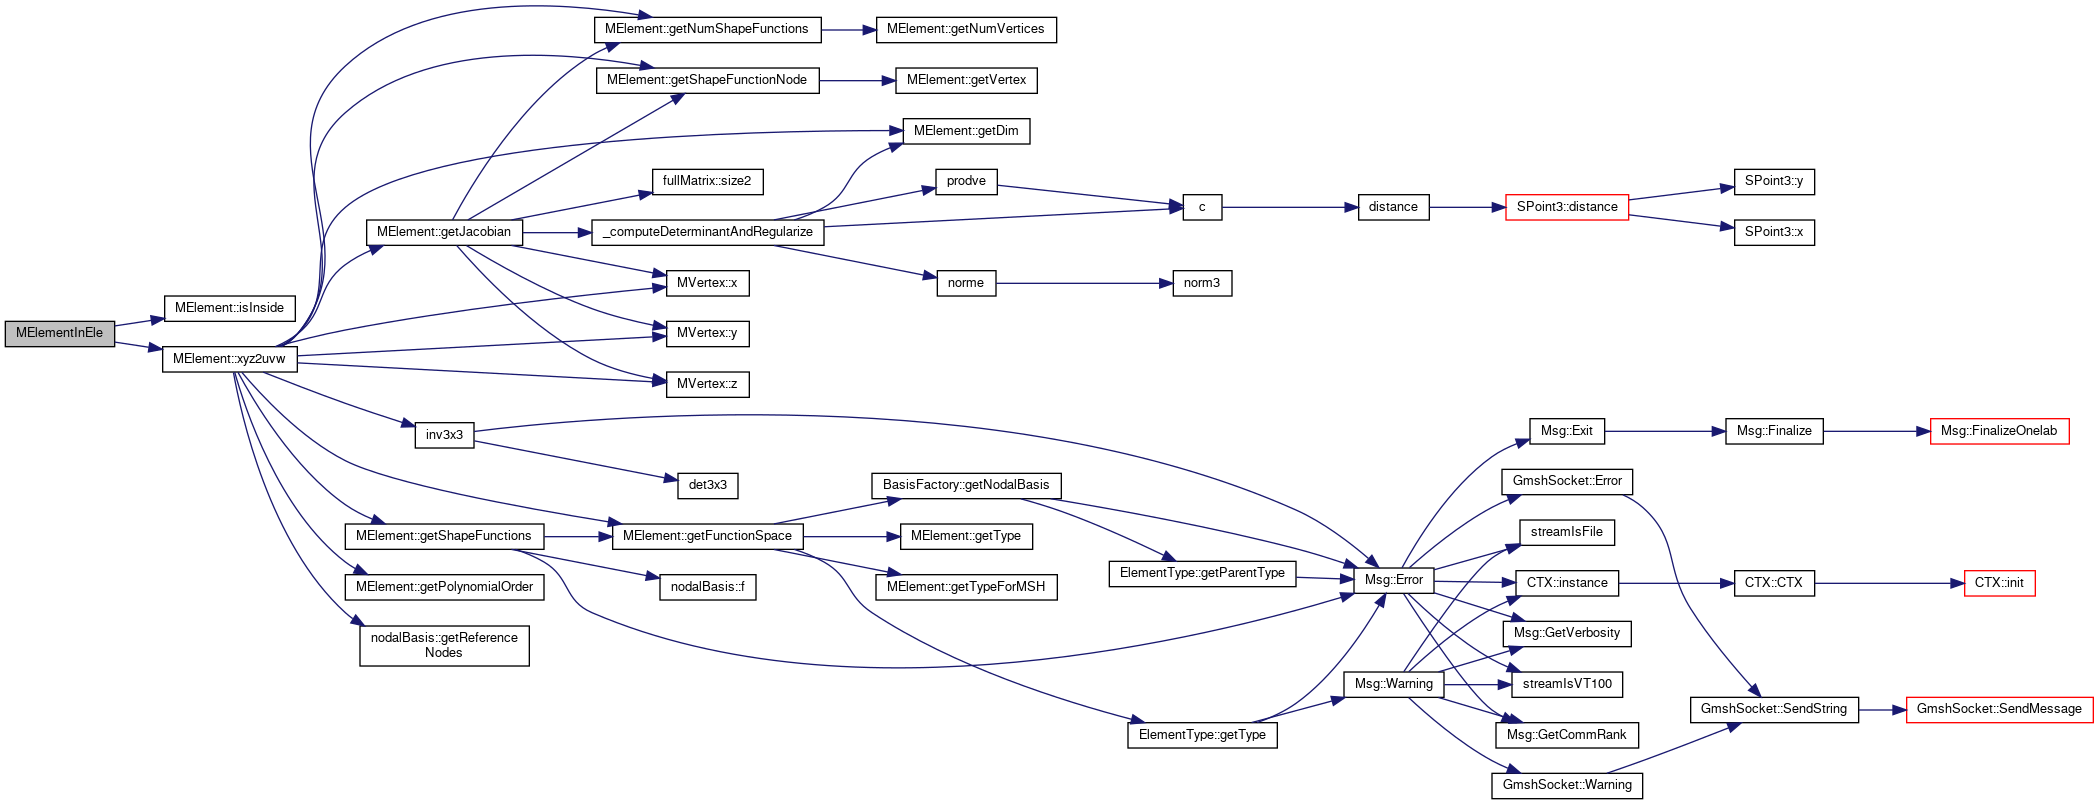 MElementInEle
MElement::isInside
MElement::xyz2uvw
MElement::getNumShapeFunctions
MElement::getNumVertices
MElement::getShapeFunctionNode
MElement::getVertex
MElement::getDim
fullMatrix::size2
prodve
SPoint3::y
MElement::getJacobian
_computeDeterminantAndRegularize
c
distance
SPoint3::distance
SPoint3::x
MVertex::x
norme
norm3
MVertex::y
MVertex::z
inv3x3
det3x3
Msg::Exit
Msg::Finalize
Msg::FinalizeOnelab
BasisFactory::getNodalBasis
GmshSocket::Error
MElement::getShapeFunctions
MElement::getFunctionSpace
MElement::getType
streamIsFile
MElement::getPolynomialOrder
nodalBasis::f
MElement::getTypeForMSH
ElementType::getParentType
Msg::Error
CTX::instance
CTX::CTX
CTX::init
nodalBasis::getReference
Nodes
Msg::GetVerbosity
Msg::Warning
streamIsVT100
GmshSocket::SendString
GmshSocket::SendMessage
ElementType::getType
Msg::GetCommRank
GmshSocket::Warning